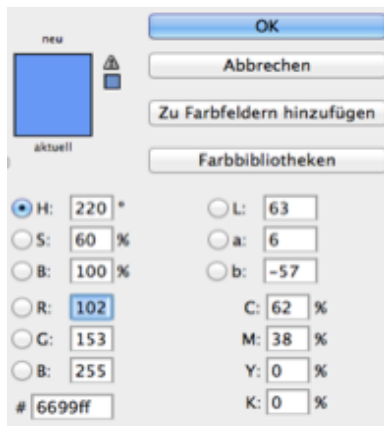 neu
OK
Abbrechen
Zu Farbfeldern hinzufügen
aktuell
Farbbibliotheken
H: 220 °
L: 63
S: 60 %
a: 6
B: 100 %
b: -57
R: 102
C: 62 %
G: 153
M: 38 %
B: 255
Y: 0 %
# 6699ff
K: 0 %